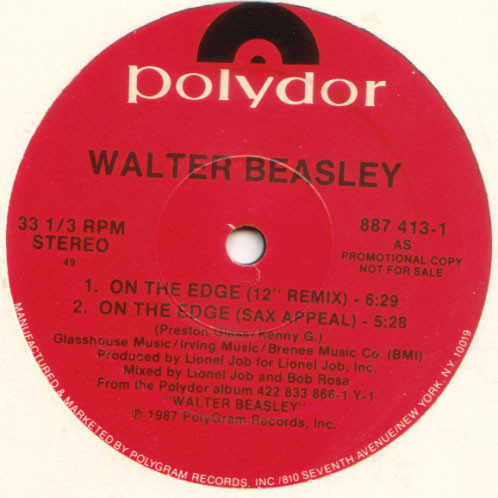 polydor
WALTER BEASLEY
33 1/3 RPM
STEREO
49
887 413-1
AS
PROMOTIONAL COPY
NOT FOR SALE
1. ON THE EDGE (12" REMIX) - 6:29
2. ON THE EDGE (SAX APPEAL) - 5:28
(Preston Glass/Kenny G.)
Glasshouse Music/Irving Music/Brenee Music Co. (BMI)
Produced by Lionel Job for Lionel Job, Inc.
Mixed by Lionel Job and Bob Rosa
From the Polydor album 422 833 866-1 Y-1
"WALTER BEASLEY"
℗ 1987 PolyGram Records, Inc.
MANUFACTURED & MARKETED BY POLYGRAM RECORDS, INC/810 SEVENTH AVENUE/NEW YORK, NY 10019